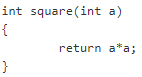 int square(int a)
{
        return a*a;
}